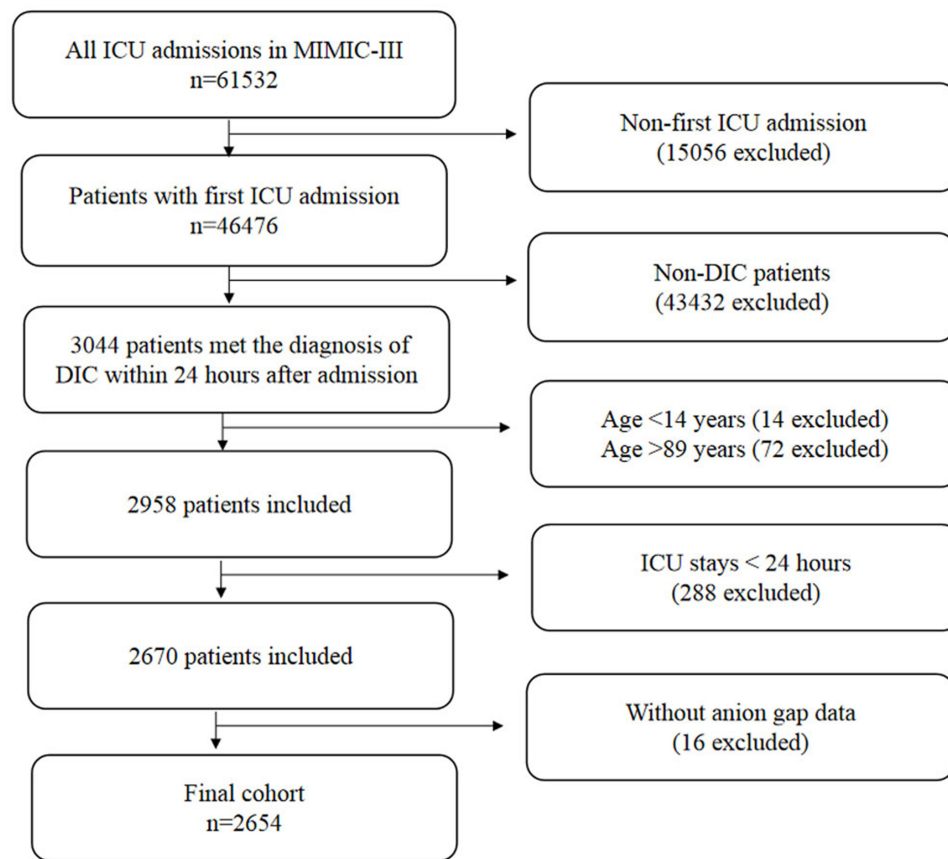 All ICU admissions in MIMIC-III
n=61532
Non-first ICU admission
(15056 excluded)
Patients with first ICU admission
n=46476
Non-DIC patients
(43432 excluded)
3044 patients met the diagnosis of
DIC within 24 hours after admission
Age <14 years (14 excluded)
Age >89 years (72 excluded)
2958 patients included
ICU stays < 24 hours
(288 excluded)
2670 patients included
Without anion gap data
(16 excluded)
Final cohort
n=2654